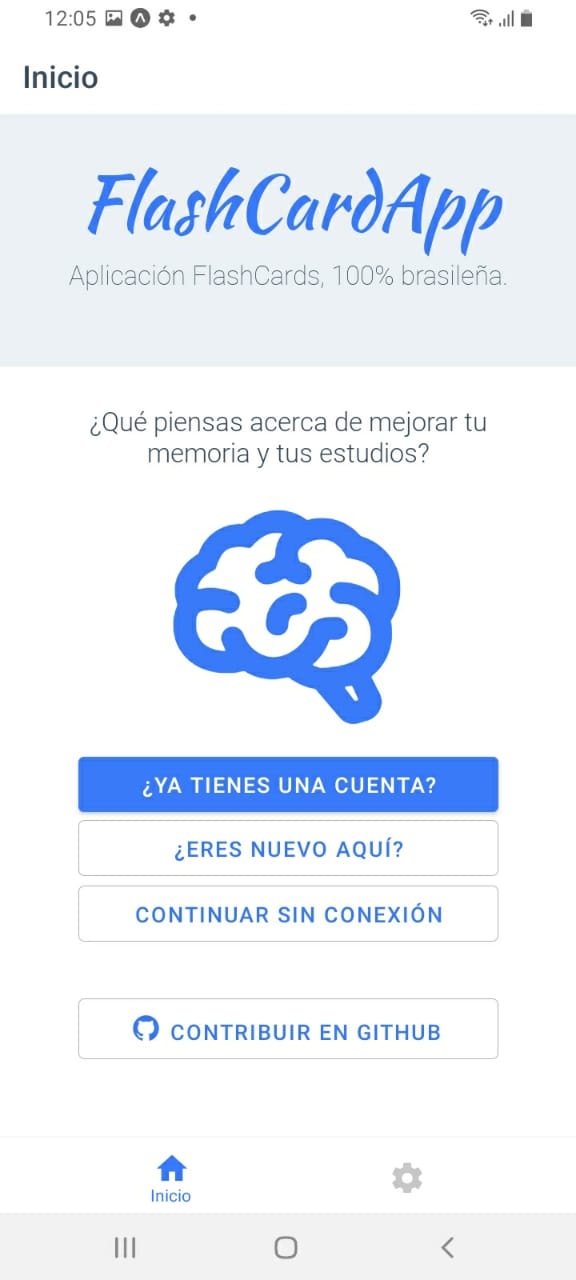 12:05
Inicio
FlashCardApp
Aplicación FlashCards, 100% brasileña.
¿Qué piensas acerca de mejorar tu
memoria y tus estudios?
¿YA TIENES UNA CUENTA?
¿ERES NUEVO AQUÍ?
CONTINUAR SIN CONEXIÓN
CONTRIBUIR EN GITHUB
Inicio